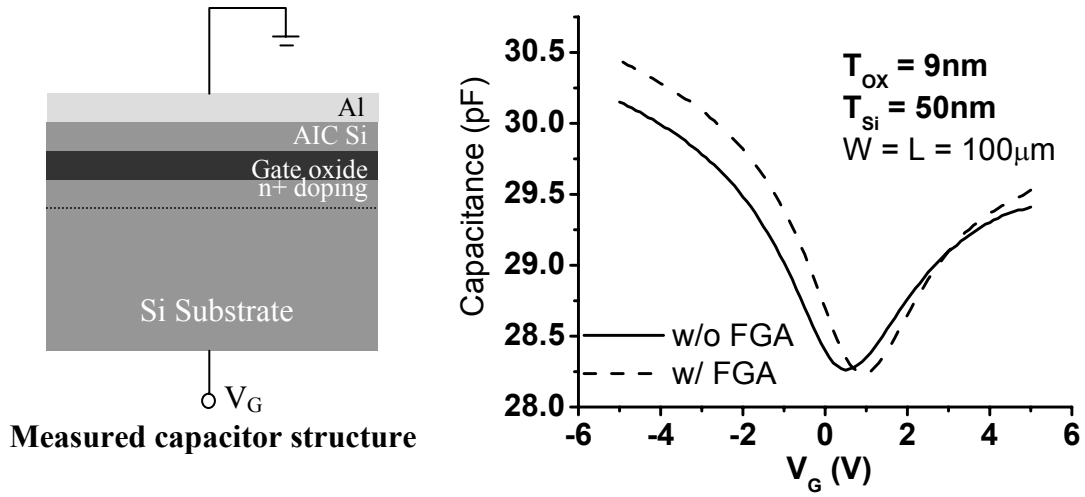 Al
AIC Si
Gate oxide
n+ doping
Si Substrate
V_G
Measured capacitor structure
30.5
30.0
29.5
29.0
28.5
28.0
Capacitance (pF)
T_OX = 9nm
T_Si = 50nm
W = L = 100μm
w/o FGA
w/ FGA
-6
-4
-2
0
2
4
6
V_G (V)